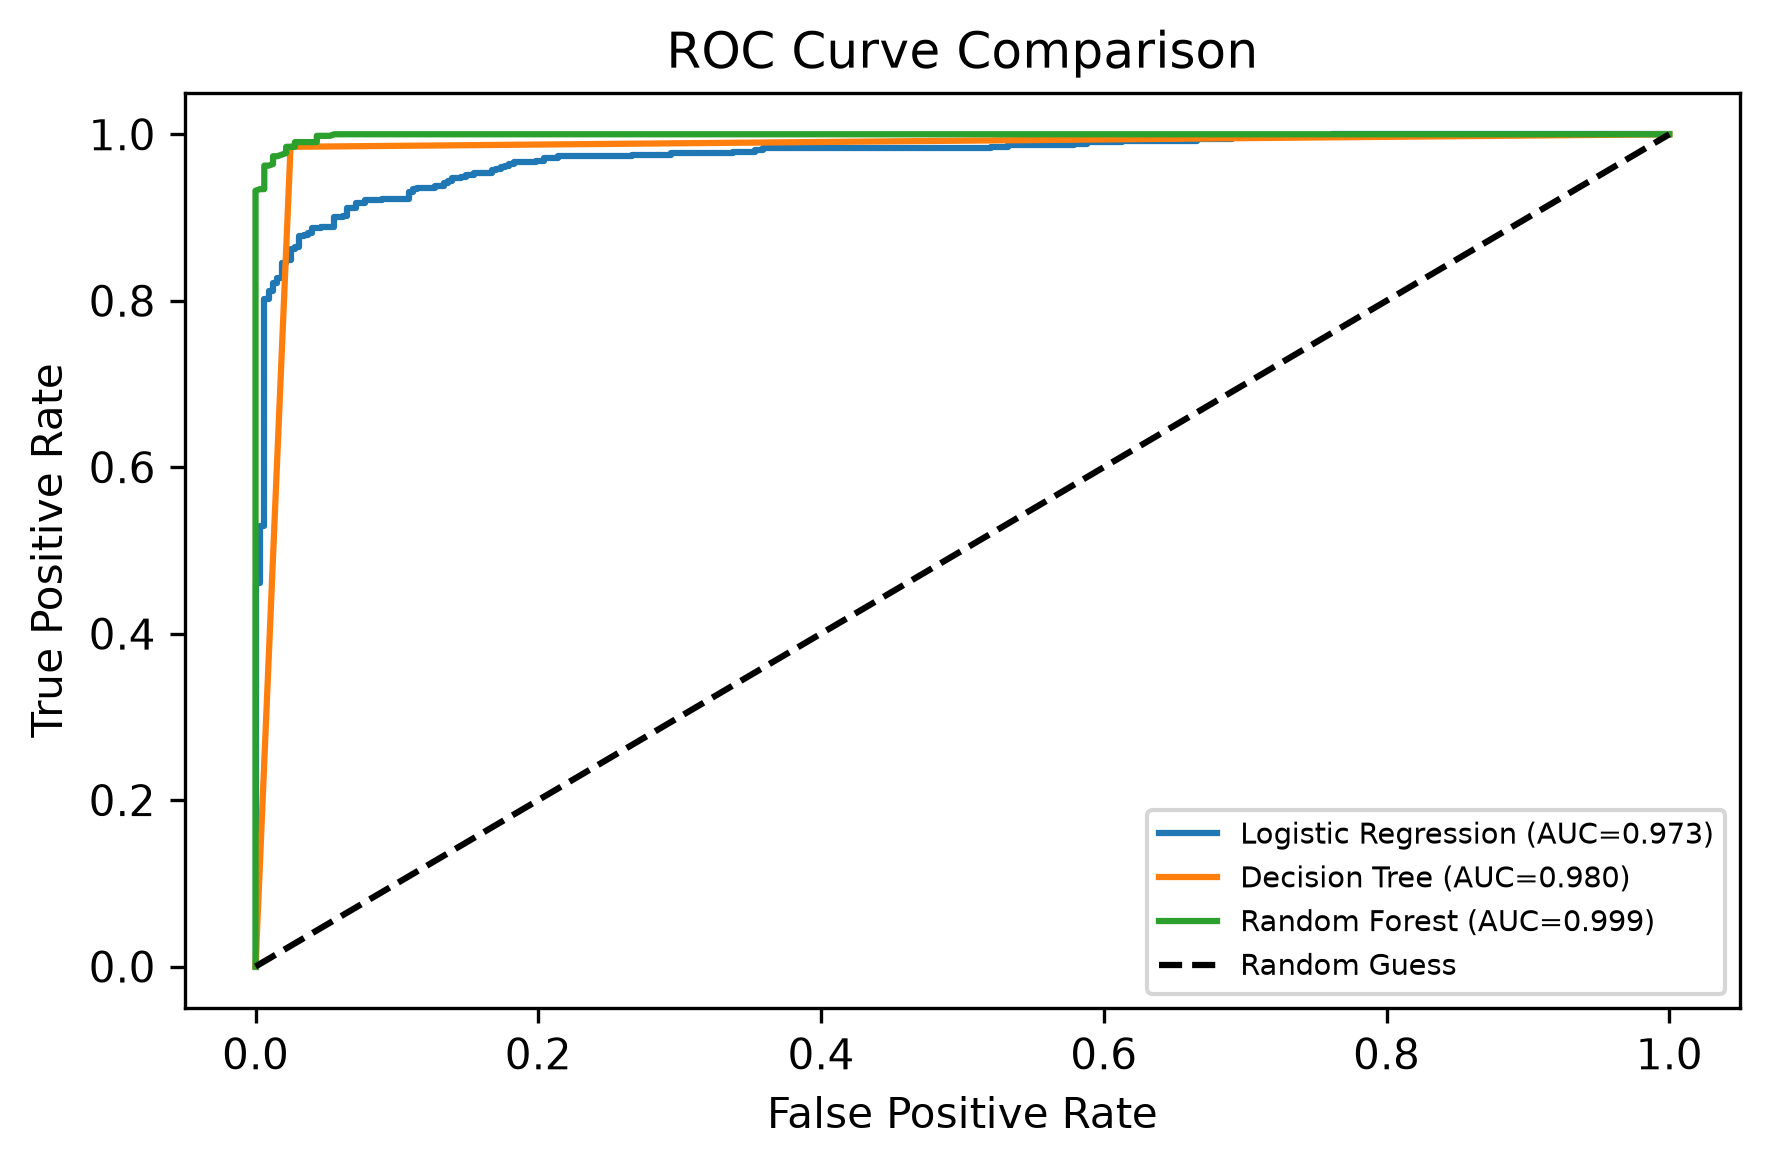 ROC Curve Comparison
True Positive Rate
1.0
0.8
0.6
0.4
0.2
0.0
Logistic Regression (AUC=0.973)
Decision Tree (AUC=0.980)
Random Forest (AUC=0.999)
Random Guess
0.0 0.2 0.4 0.6 0.8 1.0
False Positive Rate